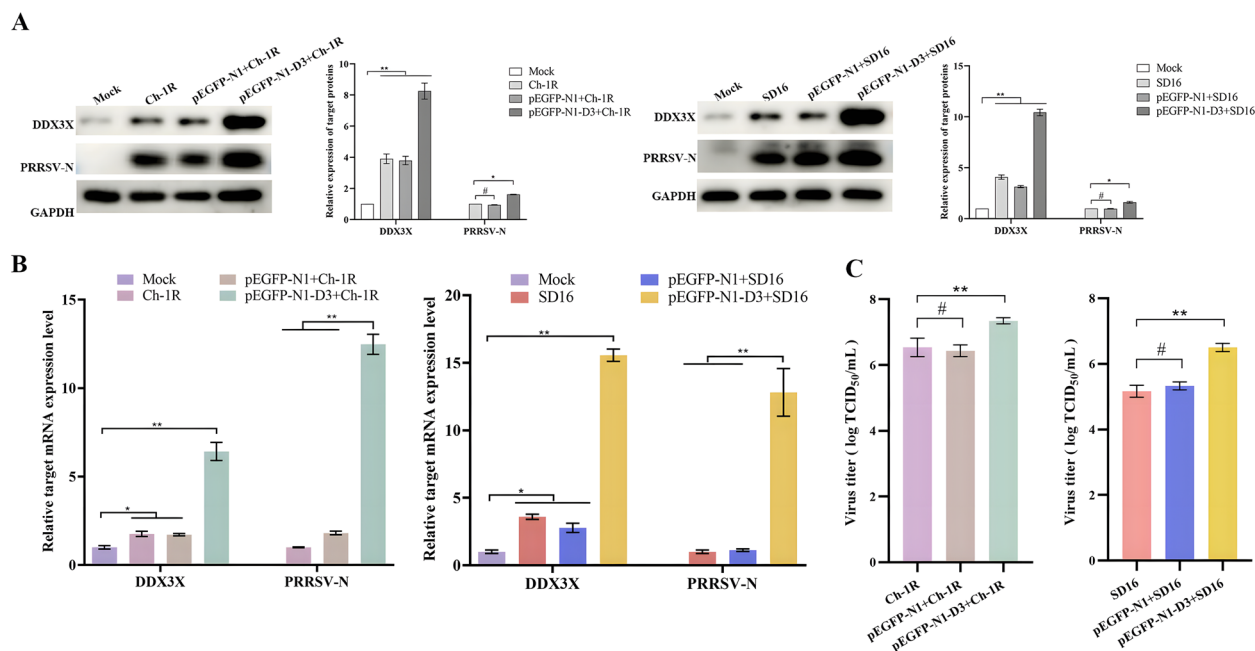 A
Mock
Ch-1R
pEGFP-N1+Ch-1R
pEGFP-N1-D3+Ch-1R
DDX3X
PRRSV-N
GAPDH
Relative expression of target proteins
10
8
6
4
2
0
**
#
*
DDX3X
PRRSV-N
Mock
Ch-1R
pEGFP-N1+Ch-1R
pEGFP-N1-D3+Ch-1R
Mock
SD16
pEGFP-N1+SD16
pEGFP-N1-D3+SD16
DDX3X
PRRSV-N
GAPDH
Relative expression of target proteins
15
10
5
0
**
#
*
DDX3X
PRRSV-N
Mock
SD16
pEGFP-N1+SD16
pEGFP-N1-D3+SD16
B
Mock
Ch-1R
pEGFP-N1+Ch-1R
pEGFP-N1-D3+Ch-1R
Relative target mRNA expression level
15
10
5
0
*
**
**
DDX3X
PRRSV-N
Mock
SD16
pEGFP-N1+SD16
pEGFP-N1-D3+SD16
Relative target mRNA expression level
20
15
10
5
0
*
**
**
DDX3X
PRRSV-N
C
Virus titer ( log TCID50/mL )
8
6
4
2
0
**
#
Ch-1R
pEGFP-N1+Ch-1R
pEGFP-N1-D3+Ch-1R
Virus titer ( log TCID50/mL )
8
6
4
2
0
**
#
SD16
pEGFP-N1+SD16
pEGFP-N1-D3+SD16